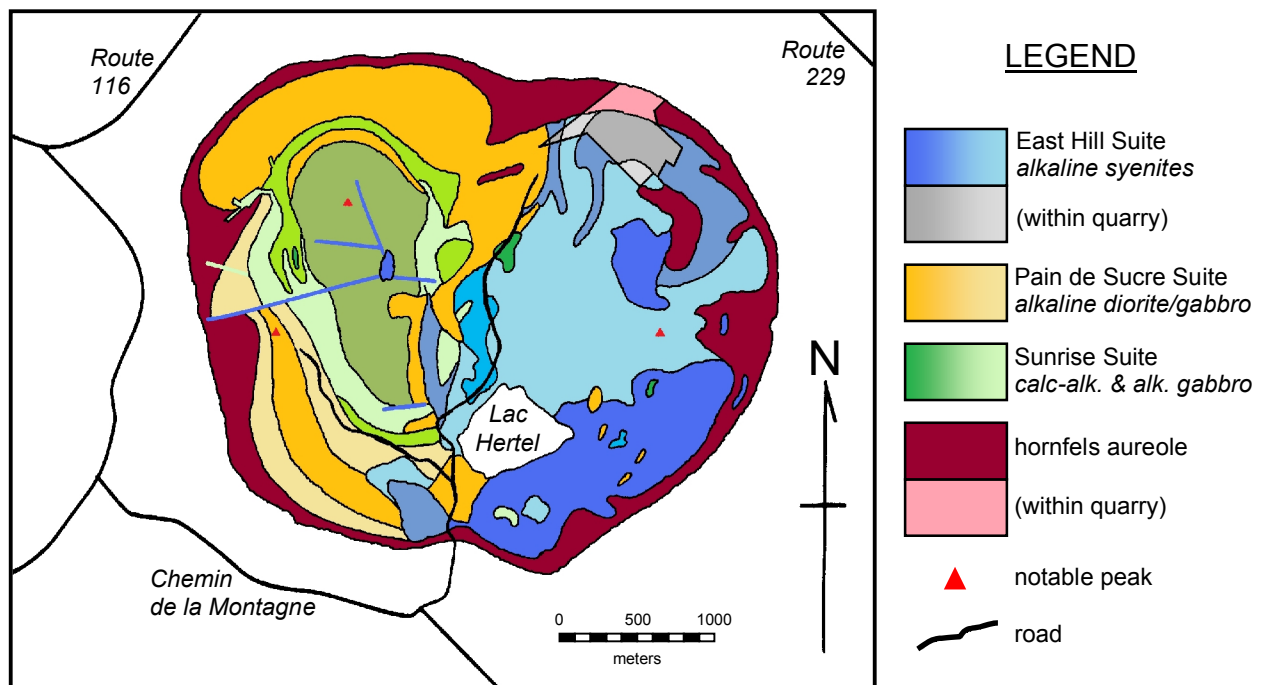 Route
116
Route
229
Lac
Hertel
Chemin
de la Montagne
N
0 500 1000
meters
LEGEND
East Hill Suite
alkaline syenites
(within quarry)
Pain de Sucre Suite
alkaline diorite/gabbro
Sunrise Suite
calc-alk. & alk. gabbro
hornfels aureole
(within quarry)
notable peak
road